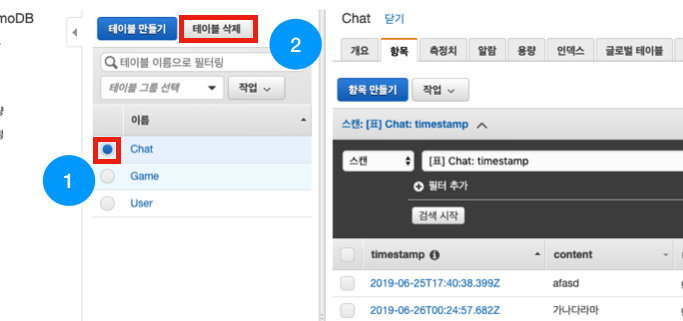 moDB
테이블 만들기
테이블 삭제
2
테이블 이름으로 필터링
테이블 그룹 선택
작업
이름
1
Chat
Game
User
Chat 닫기
개요 항목 측정치 알람 용량 인덱스 글로벌 테이블
항목 만들기 작업
스캔: [표] Chat: timestamp
스캔 [표] Chat: timestamp
필터 추가
검색 시작
timestamp content
2019-06-25T17:40:38.399Z afasd
2019-06-26T00:24:57.682Z 가나다라마